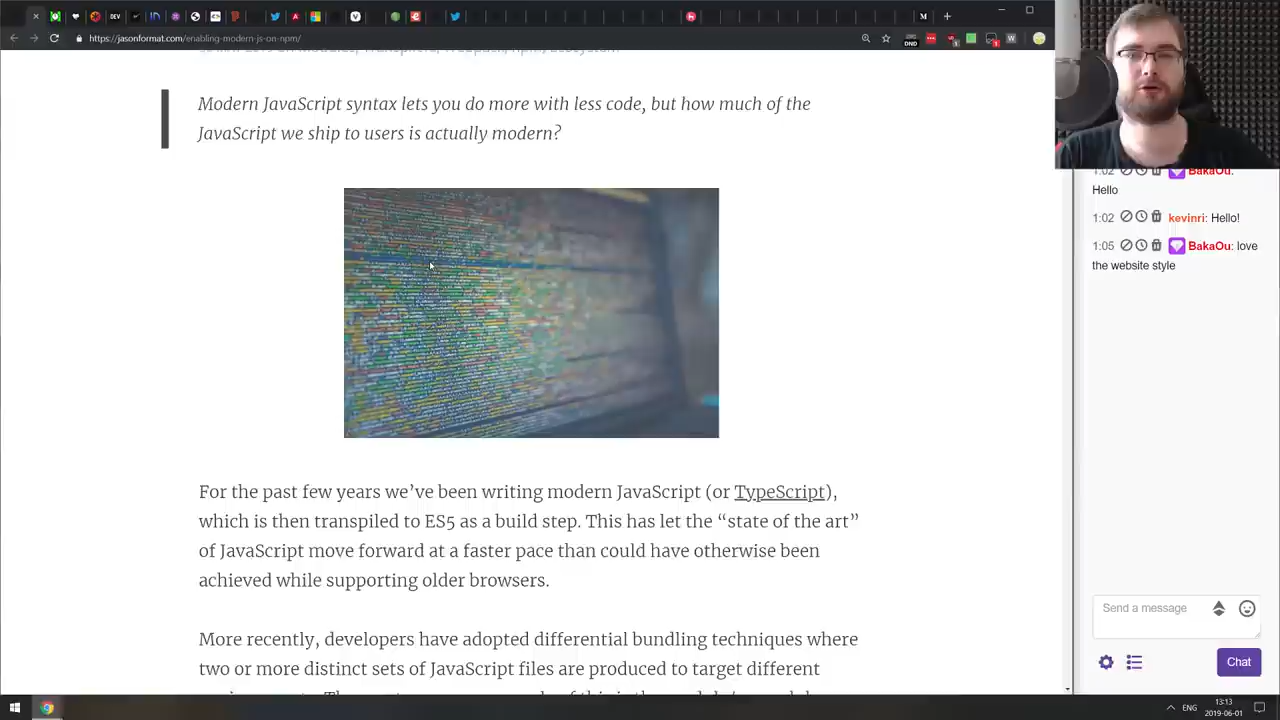 DEV
https://jasonformat.com/enabling-modern-js-on-npm/
DND
Modern JavaScript syntax lets you do more with less code, but how much of the
JavaScript we ship to users is actually modern?
For the past few years we’ve been writing modern JavaScript (or TypeScript),
which is then transpiled to ES5 as a build step. This has let the “state of the art”
of JavaScript move forward at a faster pace than could have otherwise been
achieved while supporting older browsers.
More recently, developers have adopted differential bundling techniques where
two or more distinct sets of JavaScript files are produced to target different
1:02 BakaOu:
Hello
1:02 kevinri: Hello!
1:05 BakaOu: love
the website style
Send a message
Chat
ENG
13:13
2019-06-01